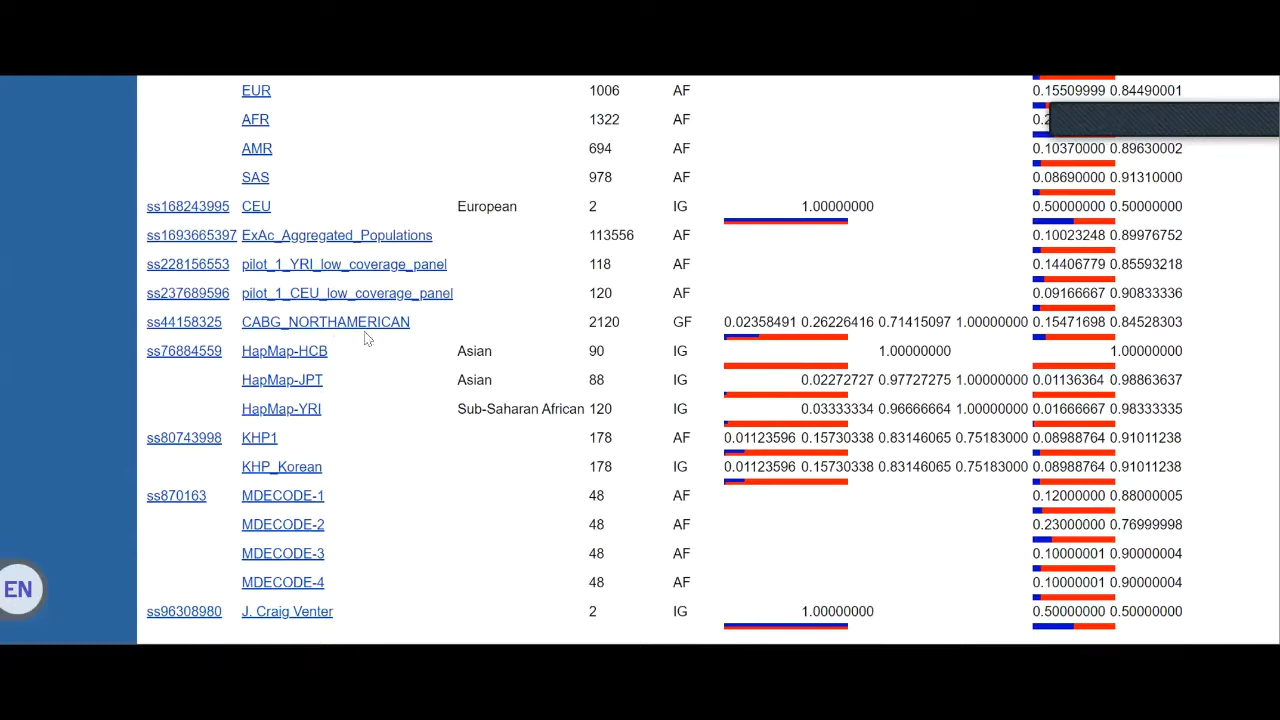 EUR 1006 AF 0.15509999 0.84490001
AFR 1322 AF
AMR 694 AF 0.10370000 0.89630002
SAS 978 AF 0.08690000 0.91310000
ss168243995 CEU European 2 IG 1.00000000 0.50000000 0.50000000
ss1693665397 ExAc_Aggregated_Populations 113556 AF 0.10023248 0.89976752
ss228156553 pilot_1_YRI_low_coverage_panel 118 AF 0.14406779 0.85593218
ss237689596 pilot_1_CEU_low_coverage_panel 120 AF 0.09166667 0.90833336
ss44158325 CABG_NORTHAMERICAN 2120 GF 0.02358491 0.26226416 0.71415097 1.00000000 0.15471698 0.84528303
ss76884559 HapMap-HCB Asian 90 IG 1.00000000 1.00000000
HapMap-JPT Asian 88 IG 0.02272727 0.97727275 1.00000000 0.01136364 0.98863637
HapMap-YRI Sub-Saharan African 120 IG 0.03333334 0.96666664 1.00000000 0.01666667 0.98333335
ss80743998 KHP1 178 AF 0.01123596 0.15730338 0.83146065 0.75183000 0.08988764 0.91011238
KHP_Korean 178 IG 0.01123596 0.15730338 0.83146065 0.75183000 0.08988764 0.91011238
ss870163 MDECODE-1 48 AF 0.12000000 0.88000005
MDECODE-2 48 AF 0.23000000 0.76999998
MDECODE-3 48 AF 0.10000001 0.90000004
MDECODE-4 48 AF 0.10000001 0.90000004
EN
ss96308980 J. Craig Venter 2 IG 1.00000000 0.50000000 0.50000000